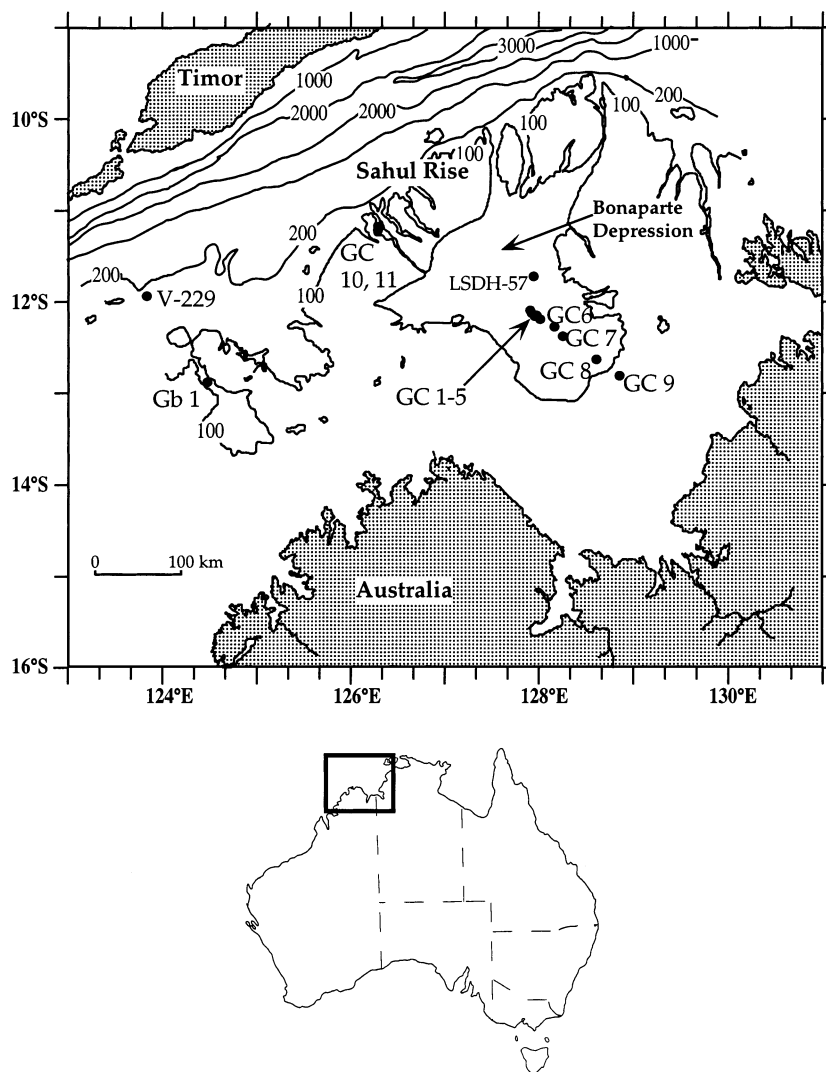 3000
1000
Timor
1000
2000
2000
200
10°S
100
100
100
Sahul Rise
Bonaparte
Depression
200
GC
10, 11
200
LSDH-57
100
12°S
V-229
GC6
GC 7
GC 8
GC 9
GC 1-5
Gb 1
100
14°S
0 100 km
Australia
16°S
124°E 126°E 128°E 130°E